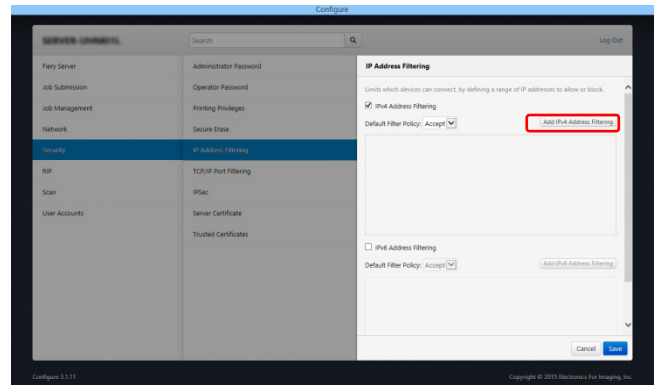 Configure
Search
Log Out
Fiery Server
Job Submission
Job Management
Network
Security
RIP
Scan
User Accounts
Administrator Password
Operator Password
Printing Privileges
Secure Erase
IP Address Filtering
TCP/IP Port Filtering
IPSec
Server Certificate
Trusted Certificates
IP Address Filtering
Limits which devices can connect, by defining a range of IP addresses to allow or block.
IPv4 Address Filtering
Default Filter Policy: Accept
Add IPv4 Address Filtering
IPv6 Address Filtering
Default Filter Policy: Accept
Add IPv6 Address Filtering
Cancel
Save
Configure 3.1.11
Copyright © 2015 Electronics For Imaging, Inc.